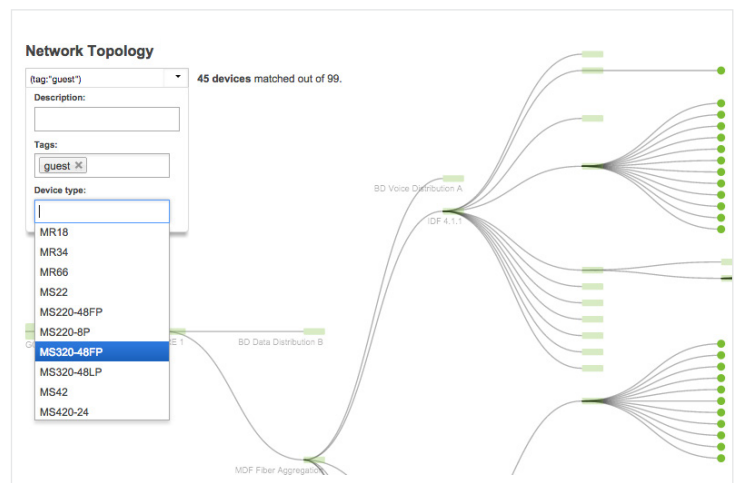 Network Topology
(tag:"guest")
45 devices matched out of 99.
Description:
Tags:
guest ×
Device type:
MR18
MR34
MR66
MS22
MS220-48FP
MS220-8P
MS320-48FP
MS320-48LP
MS42
MS420-24
BD Voice Distribution A
IDF 4.1.1
BD Data Distribution B
MDF Fiber Aggregation